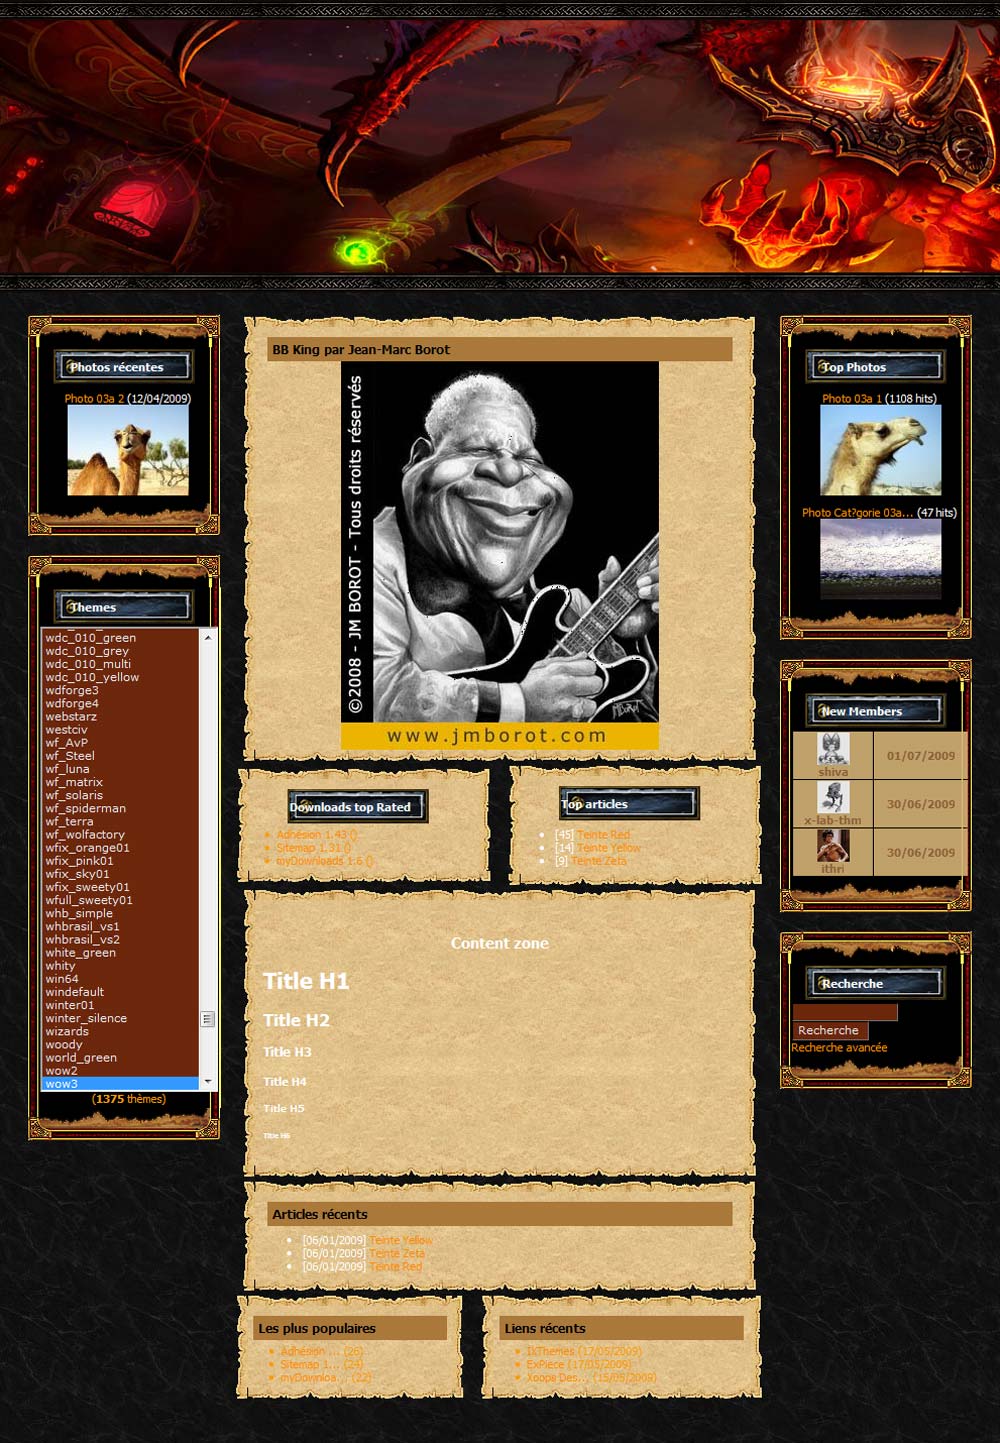 Photos récentes
Photo 03a 2 (12/04/2009)
Themes
wdc_010_green
wdc_010_grey
wdc_010_multi
wdc_010_yellow
wdforge3
wdforge4
webstarz
westciv
wf_AvP
wf_Steel
wf_luna
wf_matrix
wf_solaris
wf_spiderman
wf_terra
wf_wolfactory
wfix_orange01
wfix_pink01
wfix_sky01
wfix_sweety01
wfull_sweety01
whb_simple
whbrasil_vs1
whbrasil_vs2
white_green
whity
win64
windefault
winter01
winter_silence
wizards
woody
world_green
wow2
wow3
(1375 thèmes)
BB King par Jean-Marc Borot
©2008 - JM BOROT - Tous droits réservés
www.jmborot.com
Downloads top Rated
Adhésion 1.43 ()
Sitemap 1.31 ()
myDownloads 1.6 ()
Top articles
[45] Teinte Red
[14] Teinte Yellow
[9] Teinte Zeta
Content zone
Title H1
Title H2
Title H3
Title H4
Title H5
Title H6
Articles récents
[06/01/2009] Teinte Yellow
[06/01/2009] Teinte Zeta
[06/01/2009] Teinte Red
Les plus populaires
Adhésion ... (26)
Sitemap 1... (24)
myDownloa... (22)
Liens récents
1kThemes (17/05/2009)
ExPiece (17/05/2009)
Xoops Des... (15/05/2009)
Top Photos
Photo 03a 1 (1108 hits)
Photo Cat?gorie 03a... (47 hits)
New Members
shiva 01/07/2009
x-lab-thm 30/06/2009
ithri 30/06/2009
Recherche
Recherche
Recherche avancée